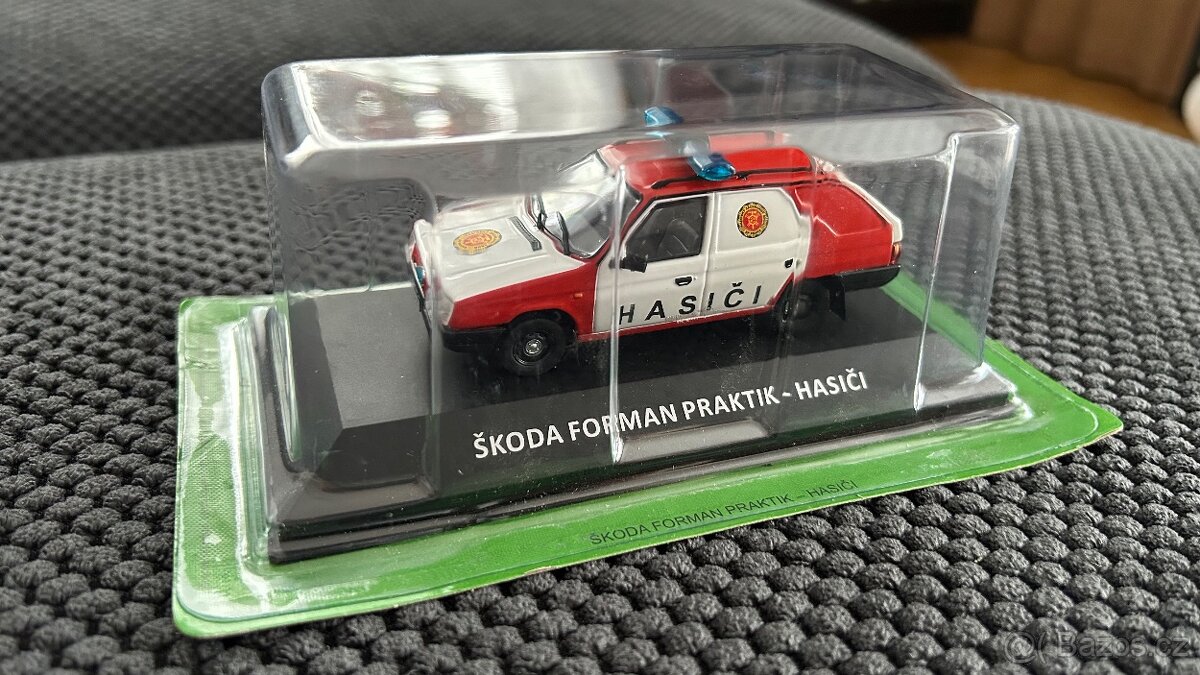 HASIČI
ŠKODA FORMAN PRAKTIK - HASIČI
ŠKODA FORMAN PRAKTIK – HASIČI
Bazos.cz